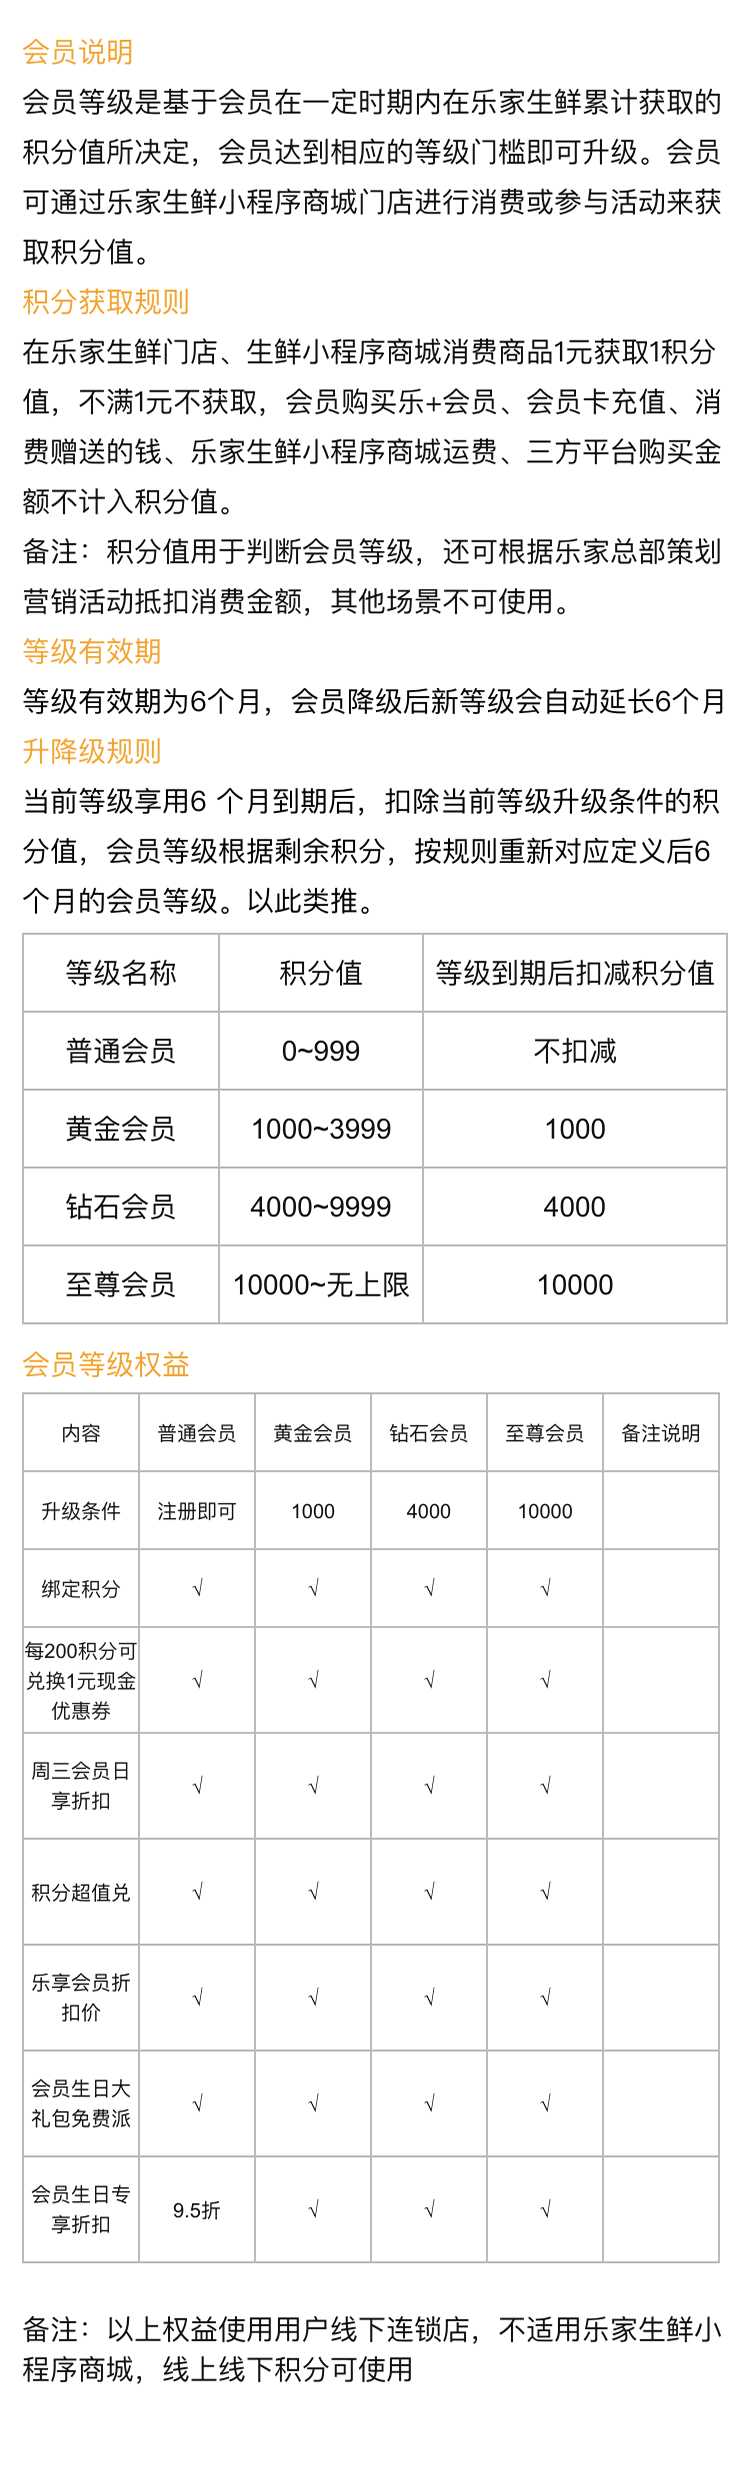 会员说明
会员等级是基于会员在一定时期内在乐家生鲜累计获取的
积分值所决定，会员达到相应的等级门槛即可升级。会员
可通过乐家生鲜小程序商城门店进行消费或参与活动来获
取积分值。
积分获取规则
在乐家生鲜门店、生鲜小程序商城消费商品1元获取1积分
值，不满1元不获取，会员购买乐+会员、会员卡充值、消
费赠送的钱、乐家生鲜小程序商城运费、三方平台购买金
额不计入积分值。
备注：积分值用于判断会员等级，还可根据乐家总部策划
营销活动抵扣消费金额，其他场景不可使用。
等级有效期
等级有效期为6个月，会员降级后新等级会自动延长6个月
升降级规则
当前等级享用6 个月到期后，扣除当前等级升级条件的积
分值，会员等级根据剩余积分，按规则重新对应定义后6
个月的会员等级。以此类推。
等级名称 积分值 等级到期后扣减积分值
普通会员 0~999 不扣减
黄金会员 1000~3999 1000
钻石会员 4000~9999 4000
至尊会员 10000~无上限 10000
会员等级权益
内容 普通会员 黄金会员 钻石会员 至尊会员 备注说明
升级条件 注册即可 1000 4000 10000
绑定积分 √ √ √ √
每200积分可
兑换1元现金
优惠券
√ √ √ √
周三会员日
享折扣
√ √ √ √
积分超值兑 √ √ √ √
乐享会员折
扣价
√ √ √ √
会员生日大
礼包免费派
√ √ √ √
会员生日专
享折扣
9.5折 √ √ √
备注：以上权益使用用户线下连锁店，不适用乐家生鲜小
程序商城，线上线下积分可使用